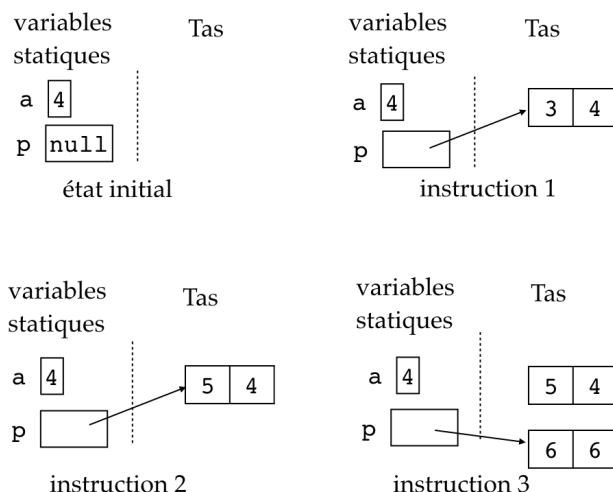 variables
statiques
Tas
a 4
p null
état initial
variables
statiques
Tas
a 4
p
3 4
instruction 1
variables
statiques
Tas
a 4
p
5 4
instruction 2
variables
statiques
Tas
a 4
p
5 4
6 6
instruction 3